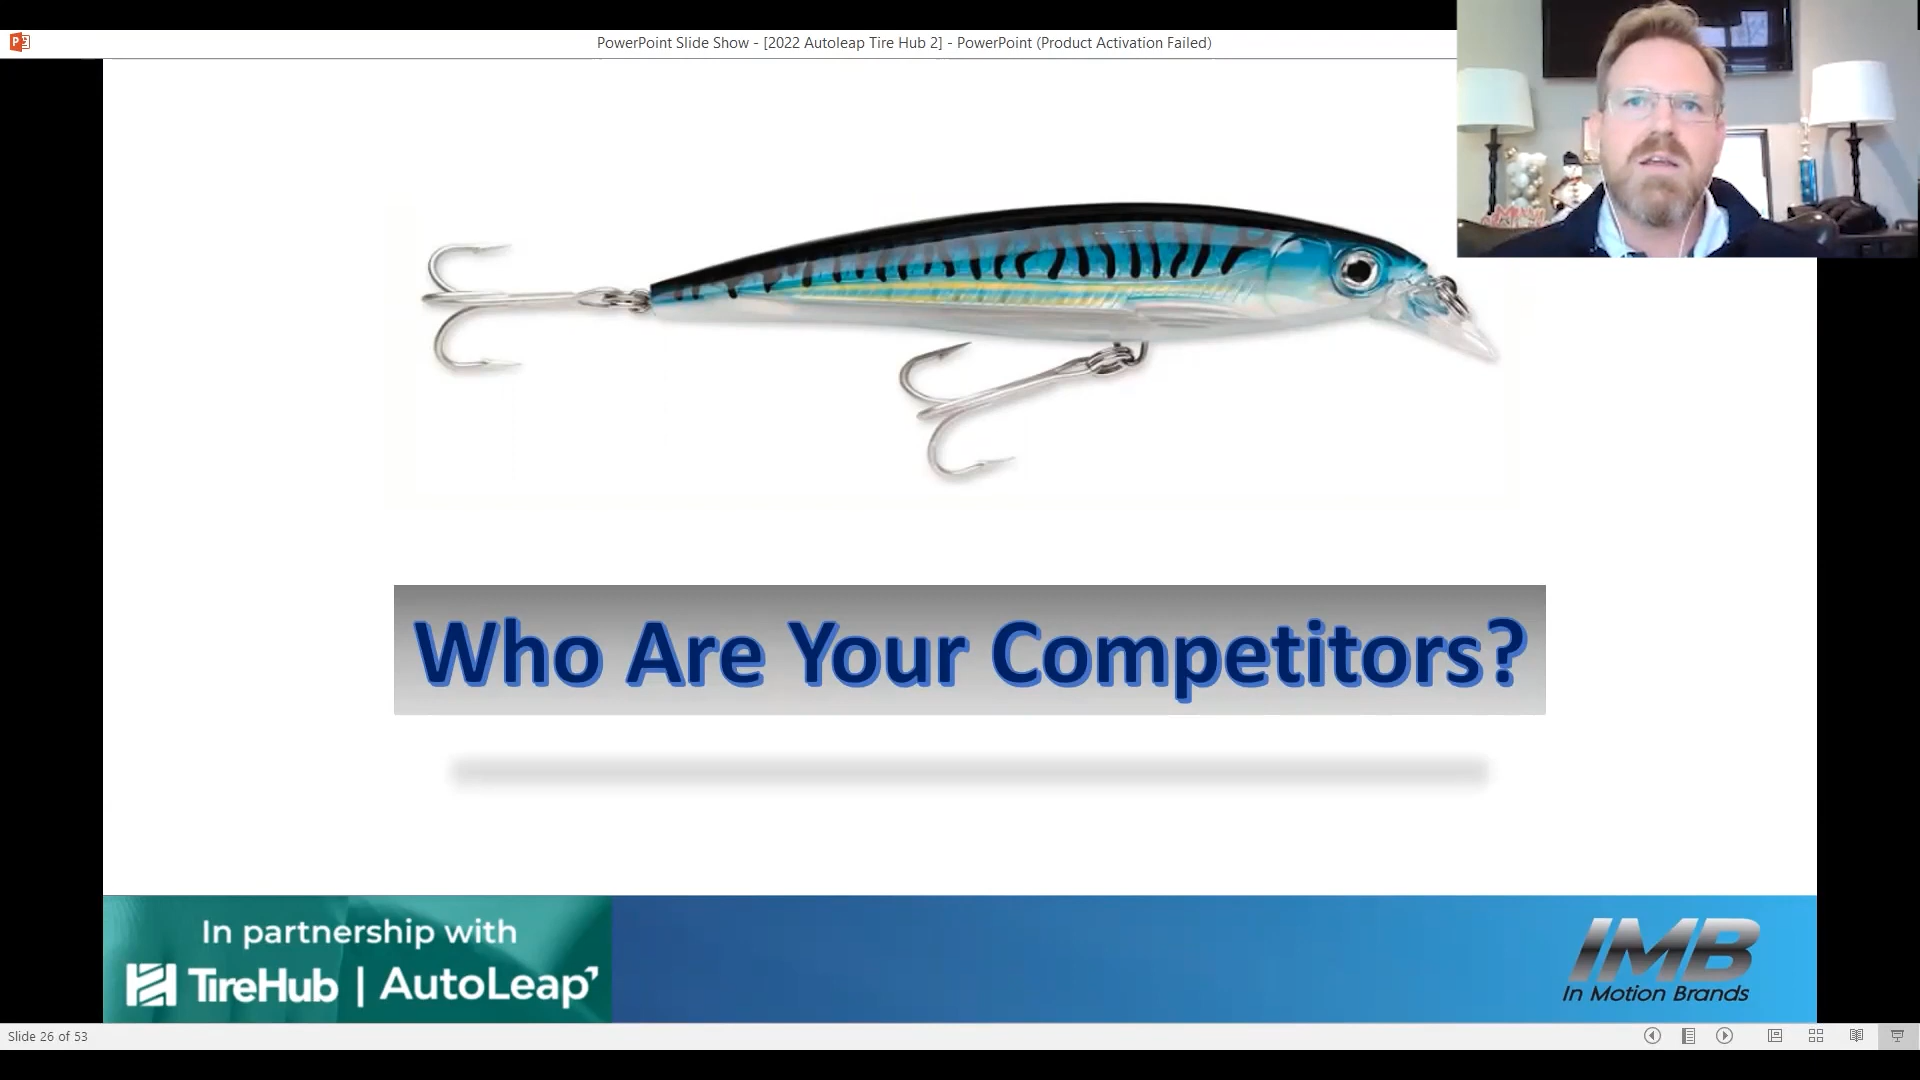 PowerPoint Slide Show - [2022 Autoleap Tire Hub 2] - PowerPoint (Product Activation Failed)
Who Are Your Competitors?
In partnership with
TireHub | AutoLeap
IMB
In Motion Brands
Slide 26 of 53